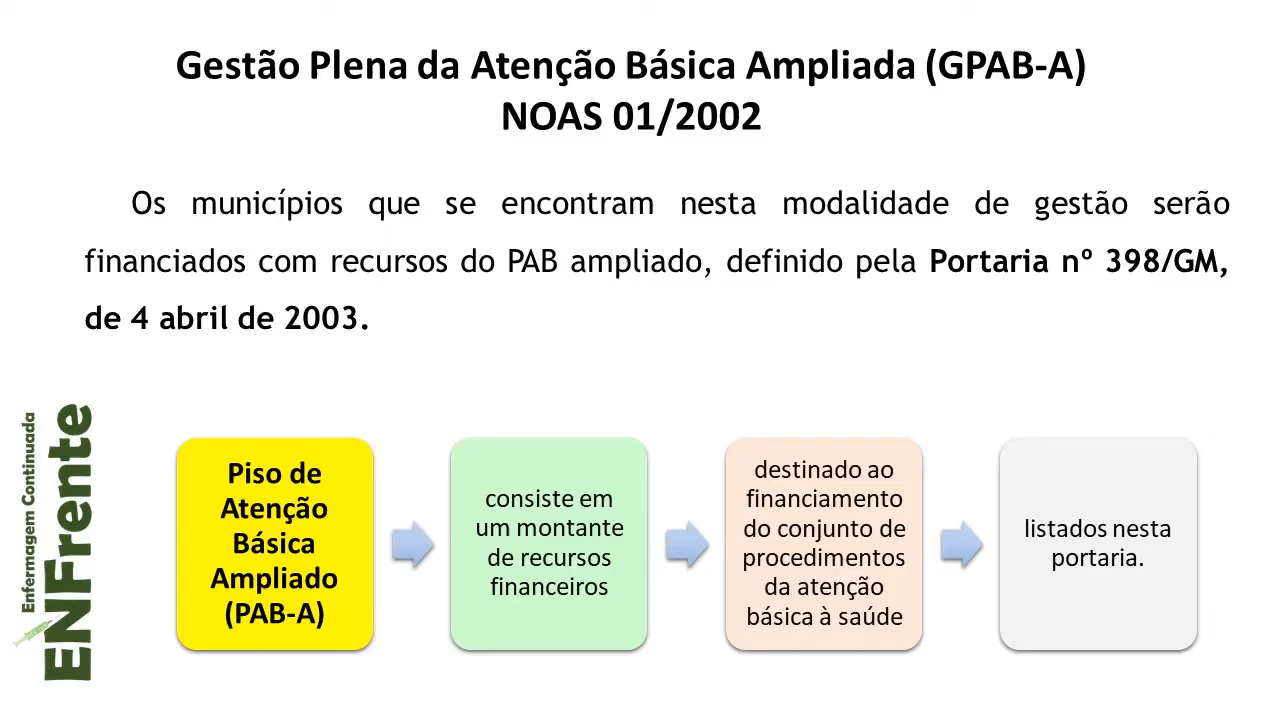 Gestão Plena da Atenção Básica Ampliada (GPAB-A)
NOAS 01/2002
Os municípios que se encontram nesta modalidade de gestão serão
financiados com recursos do PAB ampliado, definido pela Portaria nº 398/GM,
de 4 abril de 2003.
Enfermagem Continuada
ENFrente
Piso de
Atenção
Básica
Ampliado
(PAB-A)
consiste em
um montante
de recursos
financeiros
destinado ao
financiamento
do conjunto de
procedimentos
da atenção
básica à saúde
listados nesta
portaria.